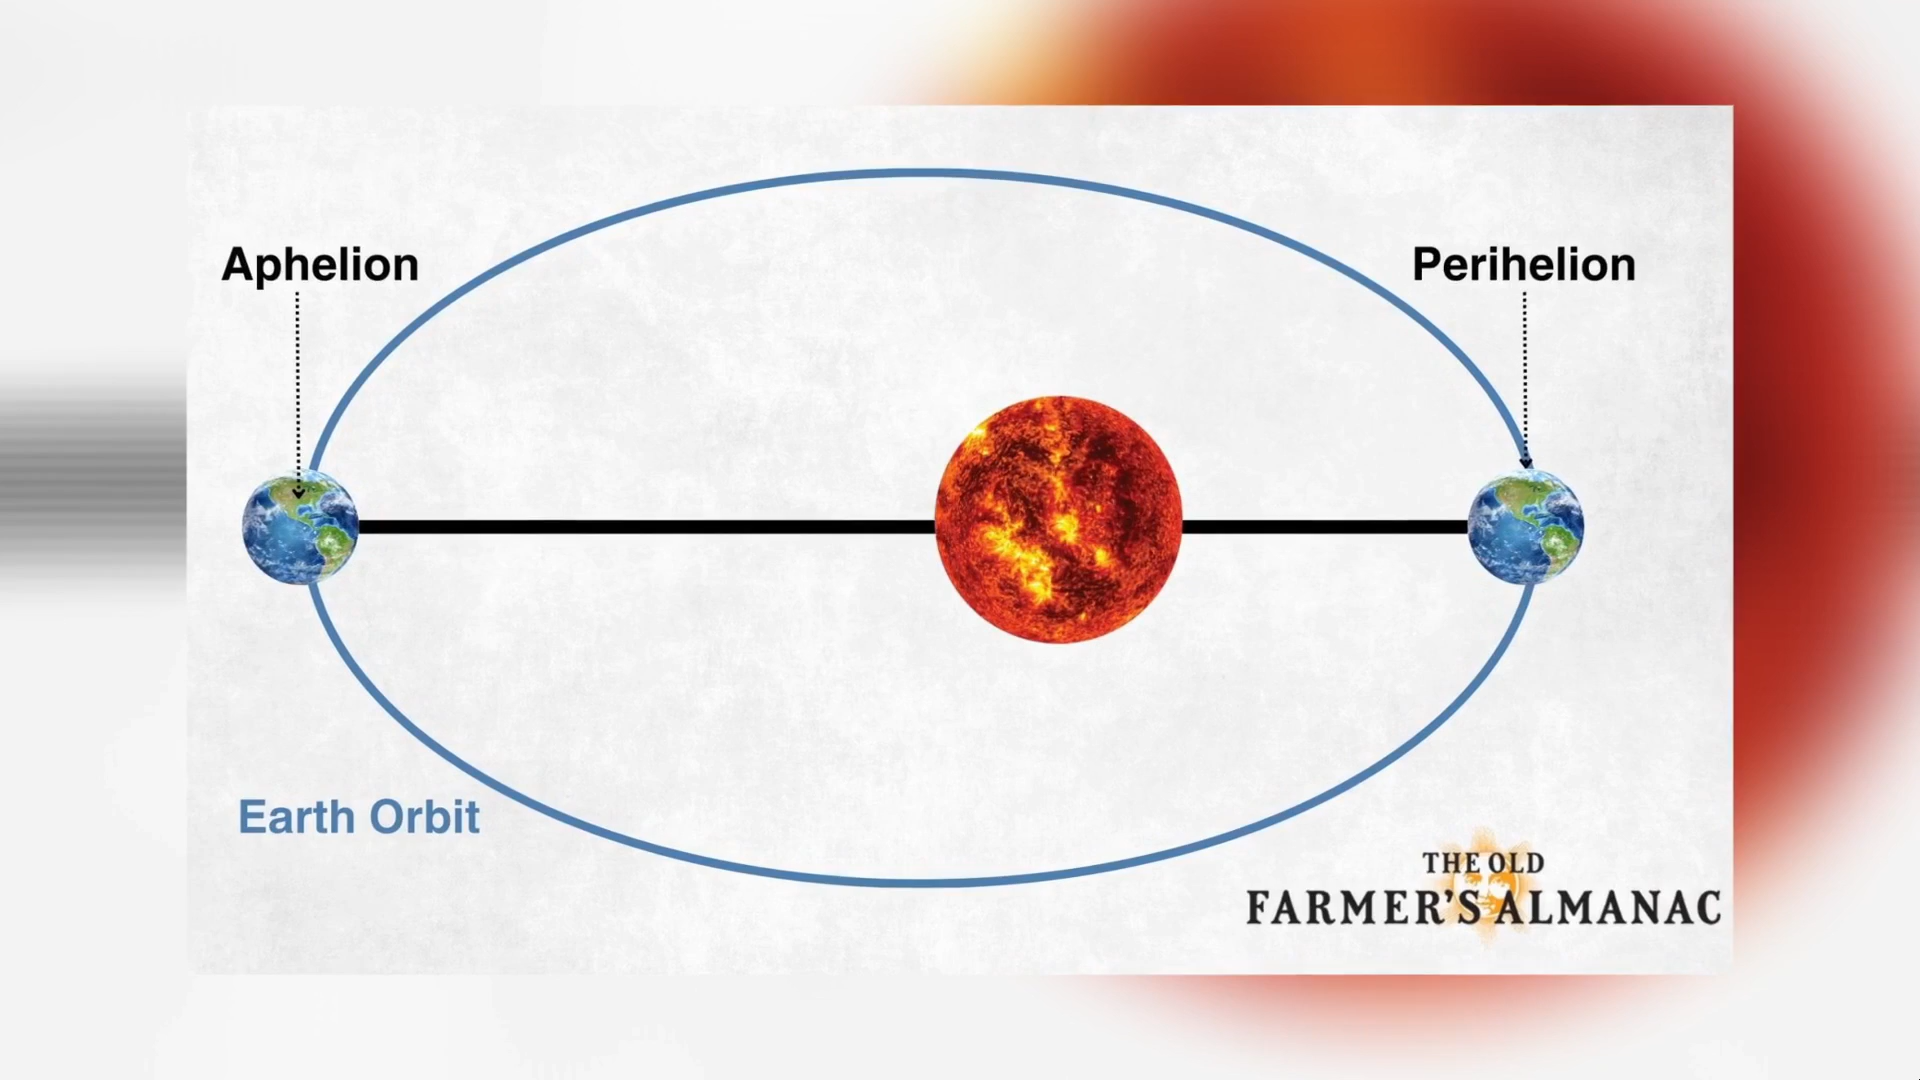 Aphelion
Perihelion
Earth Orbit
THE OLD
FARMER'S ALMANAC